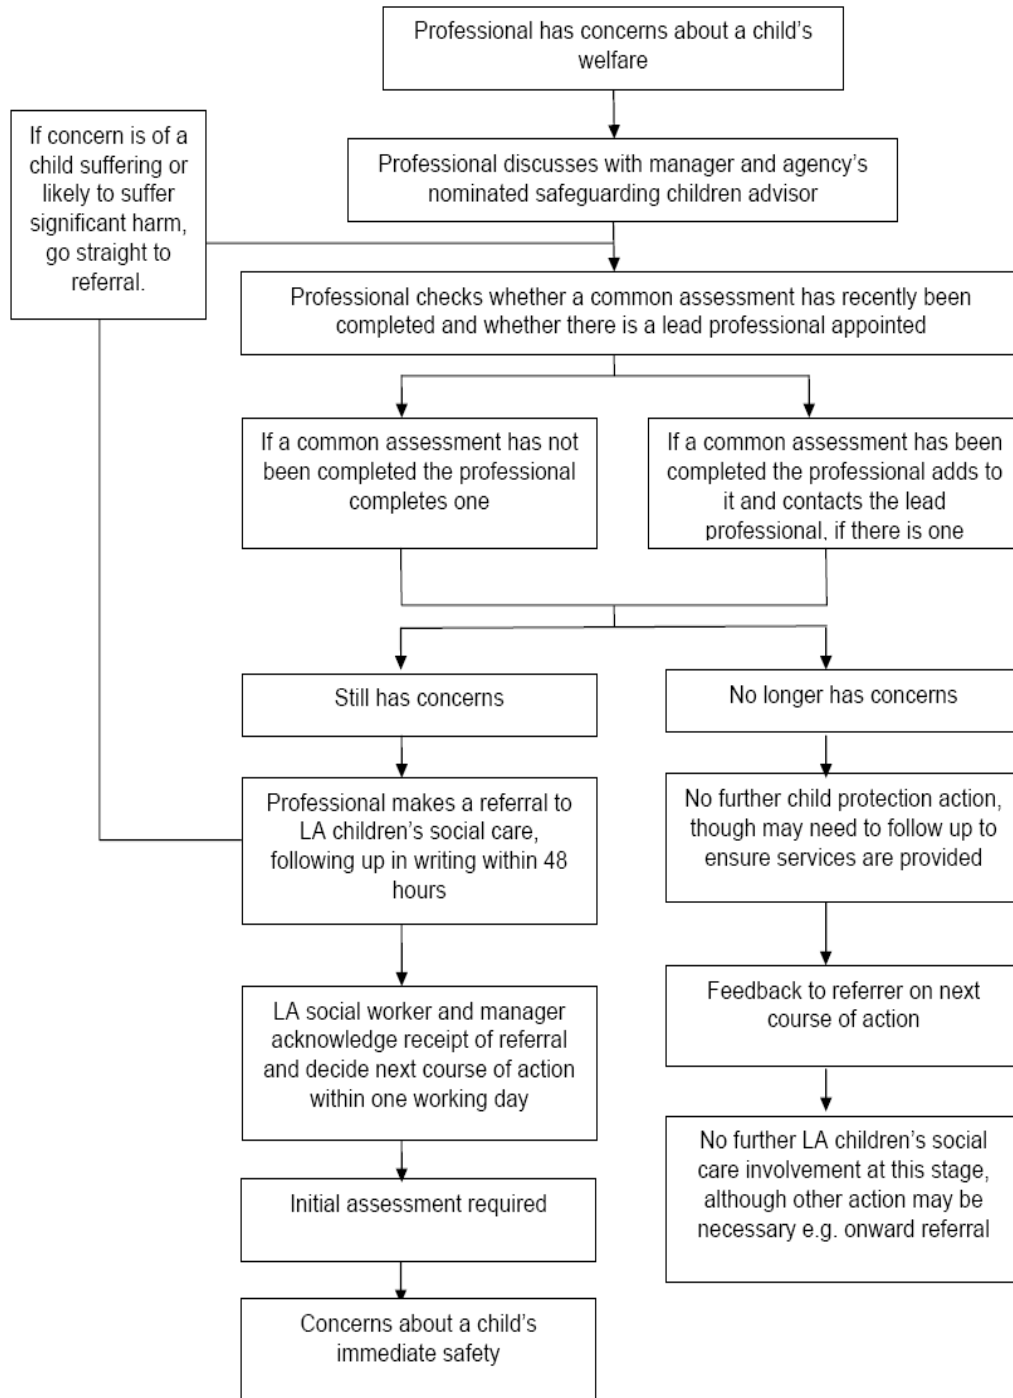 Professional has concerns about a child's
welfare
If concern is of a
child suffering or
likely to suffer
significant harm,
go straight to
referral.
Professional discusses with manager and agency's
nominated safeguarding children advisor
Professional checks whether a common assessment has recently been
completed and whether there is a lead professional appointed
If a common assessment has not
been completed the professional
completes one
If a common assessment has been
completed the professional adds to
it and contacts the lead
professional, if there is one
Still has concerns
No longer has concerns
Professional makes a referral to
LA children's social care,
following up in writing within 48
hours
No further child protection action,
though may need to follow up to
ensure services are provided
LA social worker and manager
acknowledge receipt of referral
and decide next course of action
within one working day
Feedback to referrer on next
course of action
Initial assessment required
No further LA children's social
care involvement at this stage,
although other action may be
necessary e.g. onward referral
Concerns about a child's
immediate safety